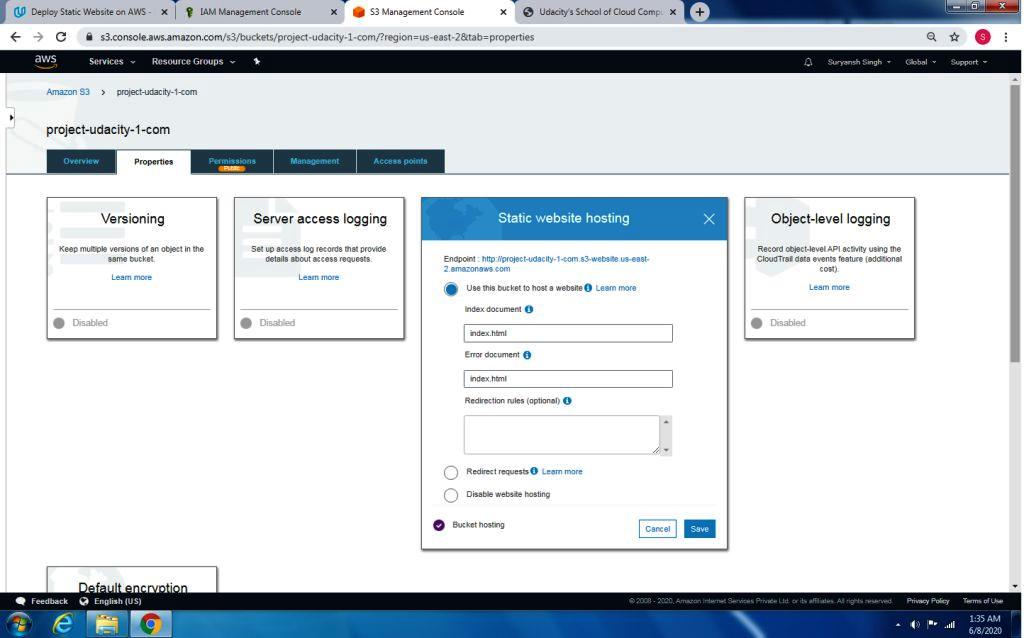 Deploy Static Website on AWS -
IAM Management Console
S3 Management Console
Udacity's School of Cloud Comp
s3.console.aws.amazon.com/s3/buckets/project-udacity-1-com/?region=us-east-2&tab=properties
S
aws
Services
Resource Groups
Suryansh Singh
Global
Support
Amazon S3 > project-udacity-1-com
project-udacity-1-com
Overview
Properties
Permissions
Public
Management
Access points
Versioning
Keep multiple versions of an object in the
same bucket.
Learn more
Disabled
Server access logging
Set up access log records that provide
details about access requests.
Learn more
Disabled
Static website hosting
Endpoint : http://project-udacity-1-com.s3-website.us-east-
2.amazonaws.com
Use this bucket to host a website Learn more
Index document
index.html
Error document
index.html
Redirection rules (optional)
Redirect requests Learn more
Disable website hosting
Bucket hosting
Cancel
Save
Object-level logging
Record object-level API activity using the
CloudTrail data events feature (additional
cost).
Learn more
Disabled
Default encryption
Feedback
English (US)
© 2008 - 2020, Amazon Internet Services Private Ltd. or its affiliates. All rights reserved.
Privacy Policy
Terms of Use
1:35 AM
6/8/2020